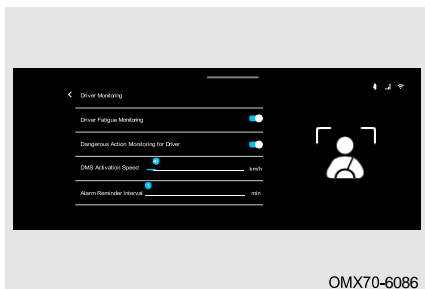 Driver Monitoring
Driver Fatigue Monitoring
Dangerous Action Monitoring for Driver
DMS Activation Speed km/h
Alarm Reminder Interval min
OMX70-6086